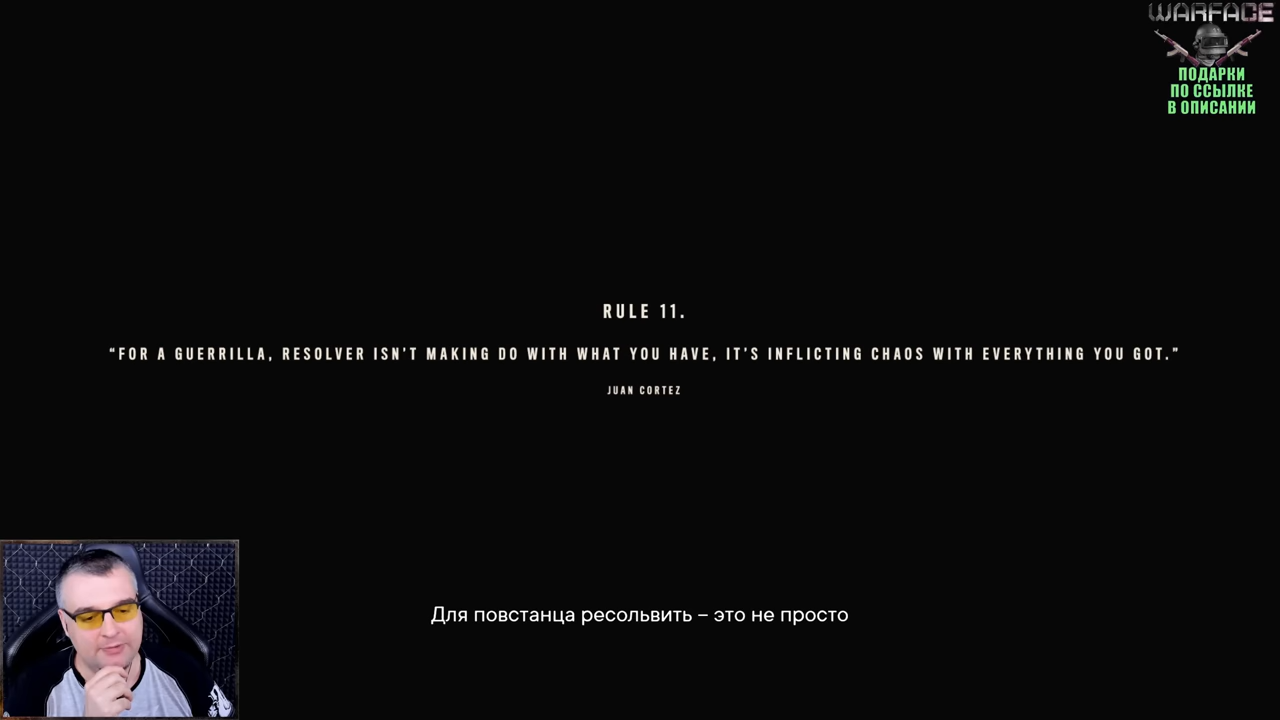 WARFACE
ПОДАРКИ
ПО ССЫЛКЕ
В ОПИСАНИИ
RULE 11.
“FOR A GUERRILLA, RESOLVER ISN'T MAKING DO WITH WHAT YOU HAVE, IT'S INFLICTING CHAOS WITH EVERYTHING YOU GOT.”
JUAN CORTEZ
Для повстанца ресольвить – это не просто